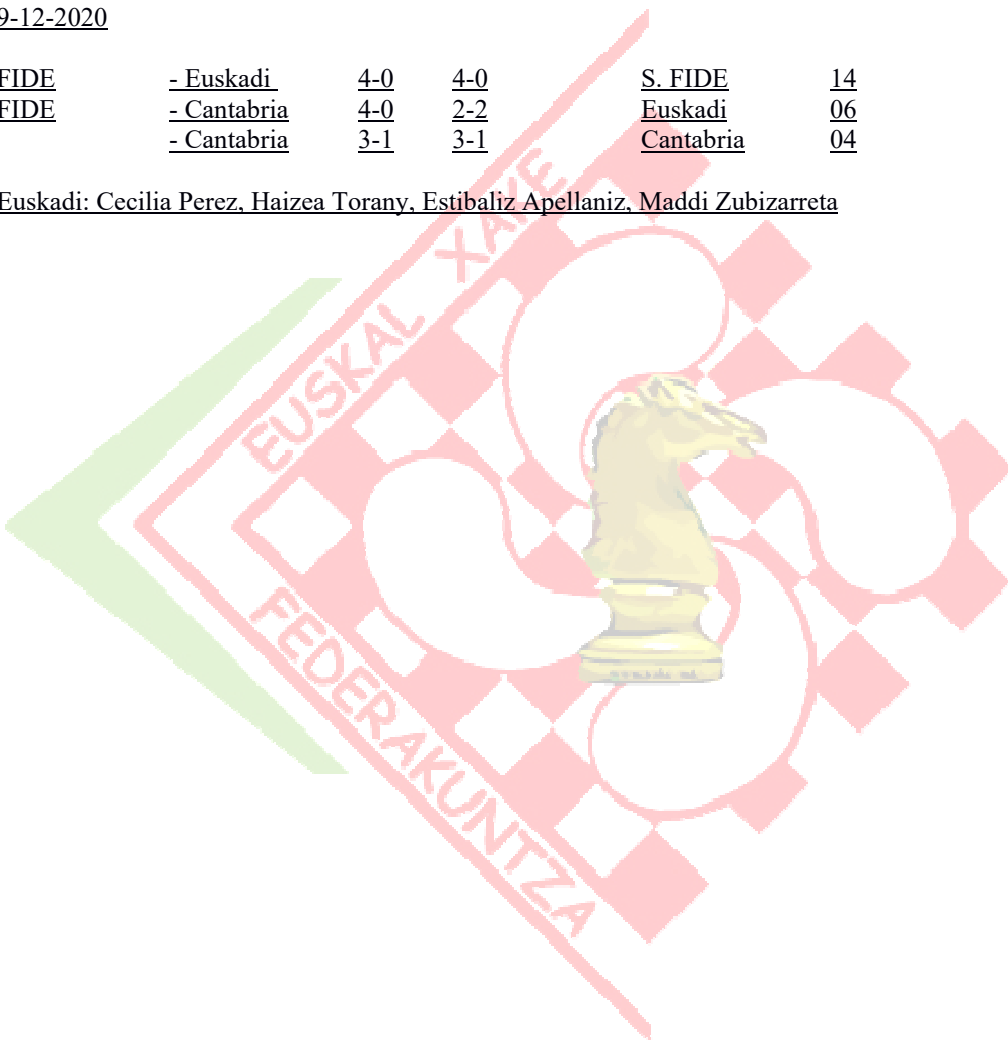 9-12-2020
FIDE - Euskadi 4-0 4-0 S. FIDE 14
FIDE - Cantabria 4-0 2-2 Euskadi 06
- Cantabria 3-1 3-1 Cantabria 04
Euskadi: Cecilia Perez, Haizea Torany, Estibaliz Apellaniz, Maddi Zubizarreta
EUSKAL XAKE
FEDERAKUNTZA